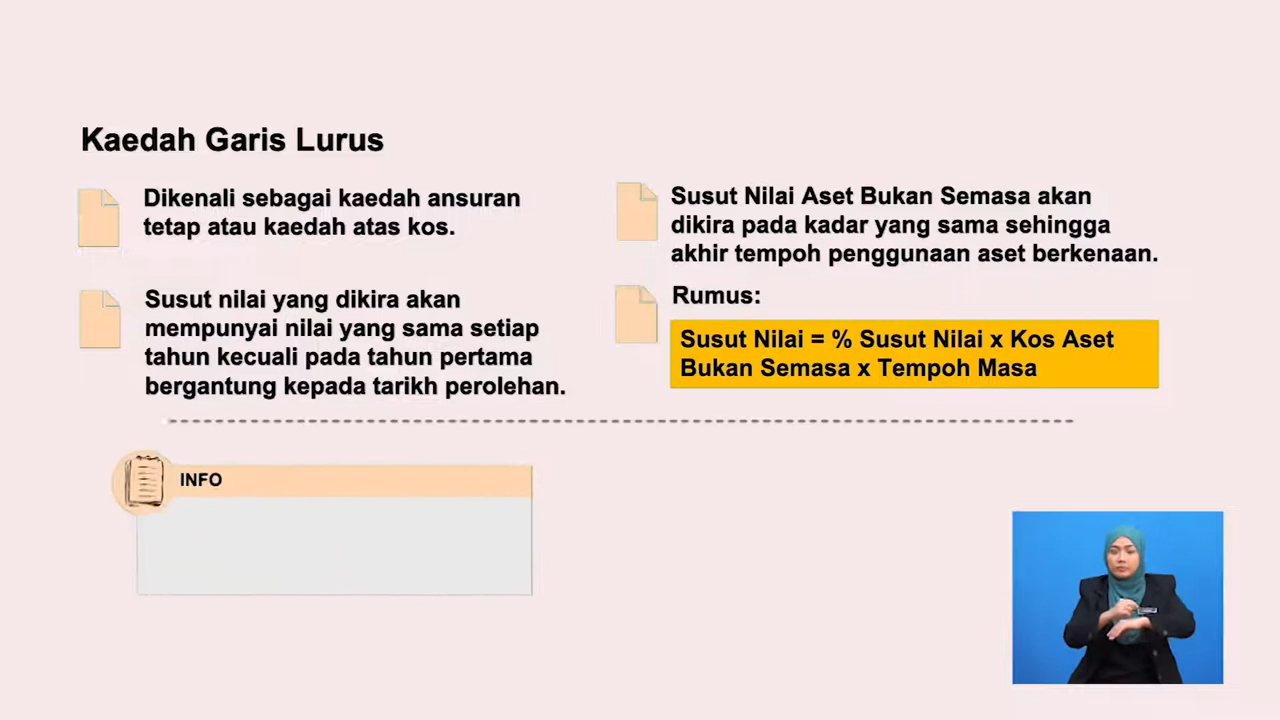 Kaedah Garis Lurus
Dikenali sebagai kaedah ansuran
tetap atau kaedah atas kos.
Susut nilai yang dikira akan
mempunyai nilai yang sama setiap
tahun kecuali pada tahun pertama
bergantung kepada tarikh perolehan.
Susut Nilai Aset Bukan Semasa akan
dikira pada kadar yang sama sehingga
akhir tempoh penggunaan aset berkenaan.
Rumus:
Susut Nilai = % Susut Nilai x Kos Aset
Bukan Semasa x Tempoh Masa
INFO